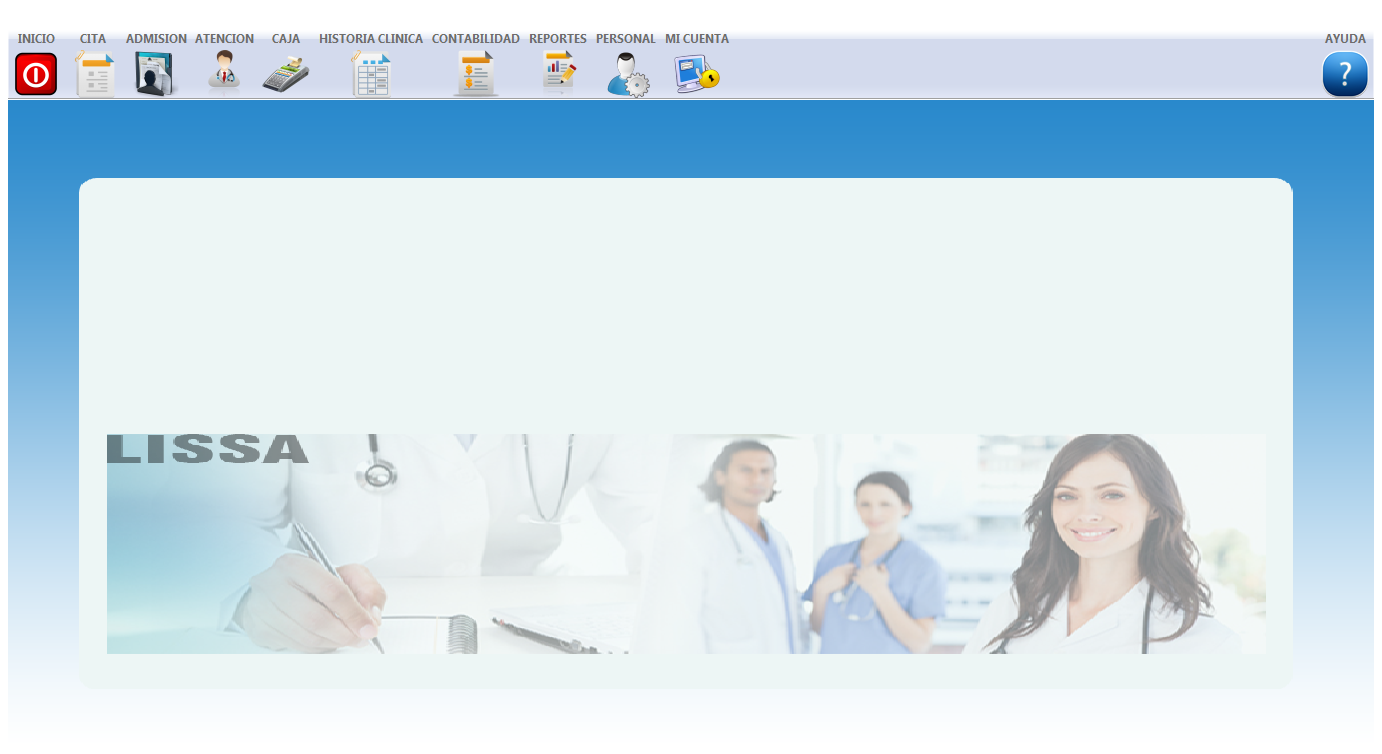 INICIO CITA ADMISION ATENCION CAJA HISTORIA CLINICA CONTABILIDAD REPORTES PERSONAL MI CUENTA AYUDA
?
LISSA